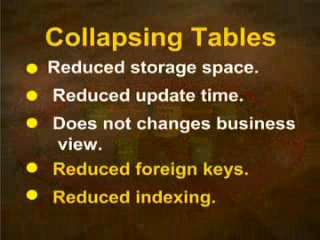 Collapsing Tables
Reduced storage space.
Reduced update time.
Does not changes business
view.
Reduced foreign keys.
Reduced indexing.